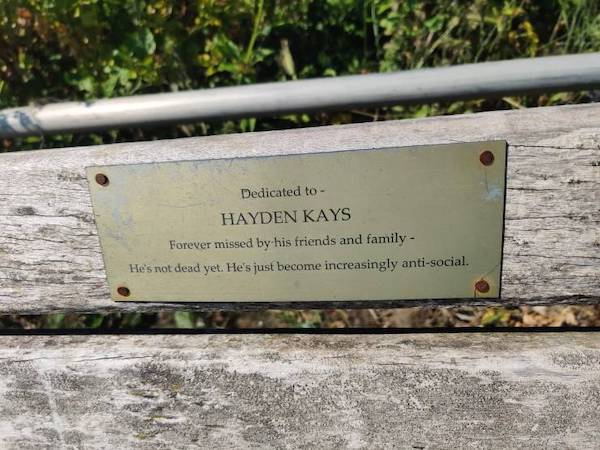 Dedicated to -
HAYDEN KAYS
Forever missed by his friends and family -
He's not dead yet. He's just become increasingly anti-social.